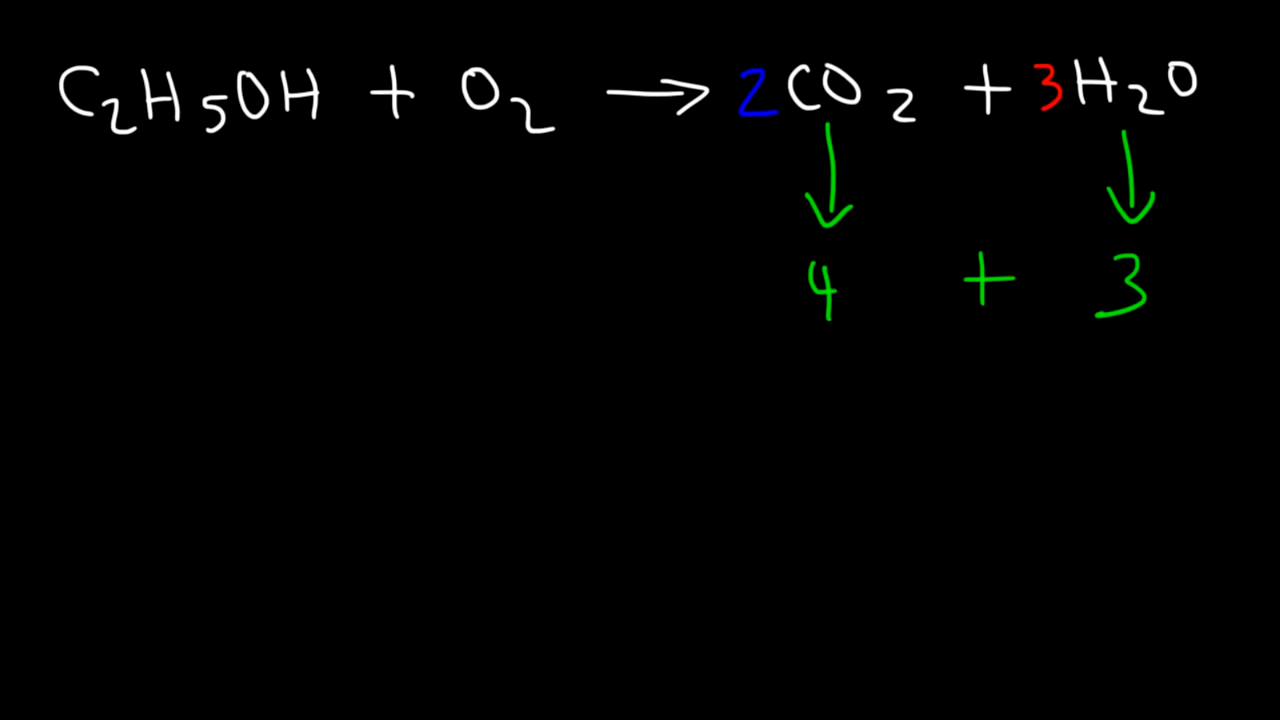 C₂H₅OH + O₂ → 2CO₂ + 3H₂O
↓ ↓
4 + 3